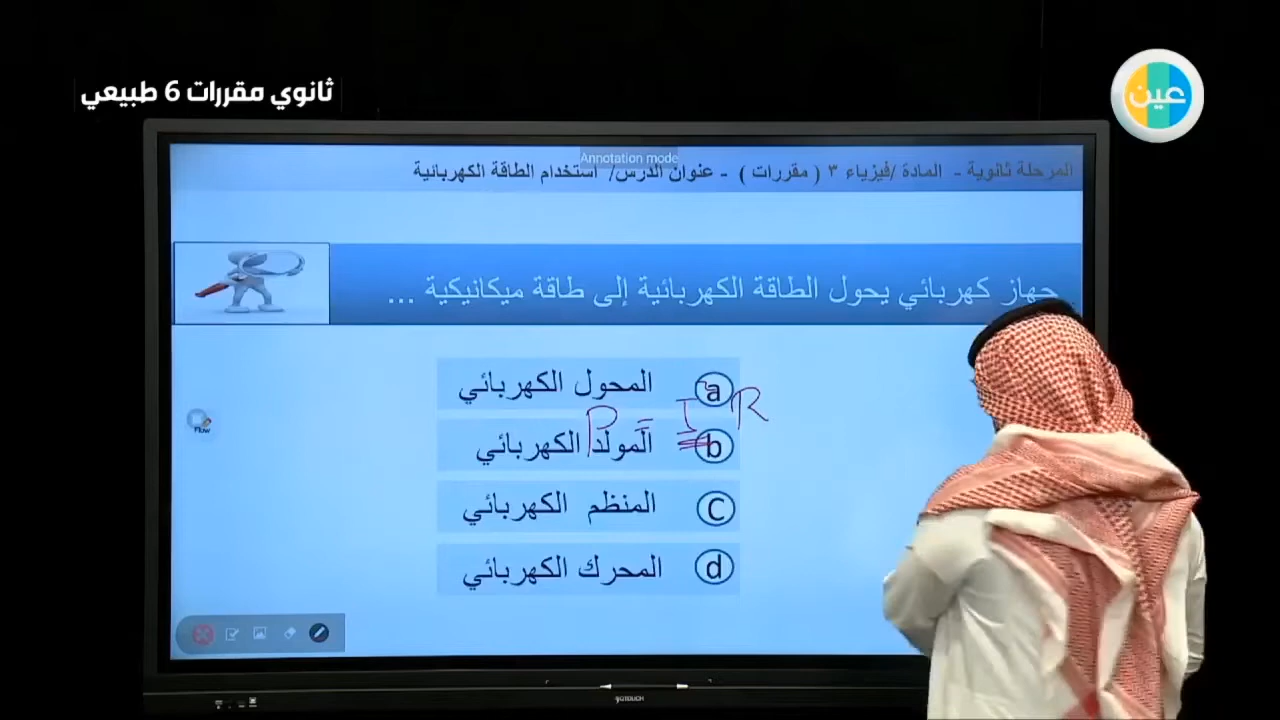 ثانوي مقررات 6 طبيعي
عين
Annotation mode
المرحلة ثانوية - المادة /فيزياء ٣ ( مقررات ) - عنوان الدرس/ استخدام الطاقة الكهربائية
جهاز كهربائي يحول الطاقة الكهربائية إلى طاقة ميكانيكية ...
a المحول الكهربائي
P = I R
b المولد الكهربائي
c المنظم الكهربائي
d المحرك الكهربائي
Flow